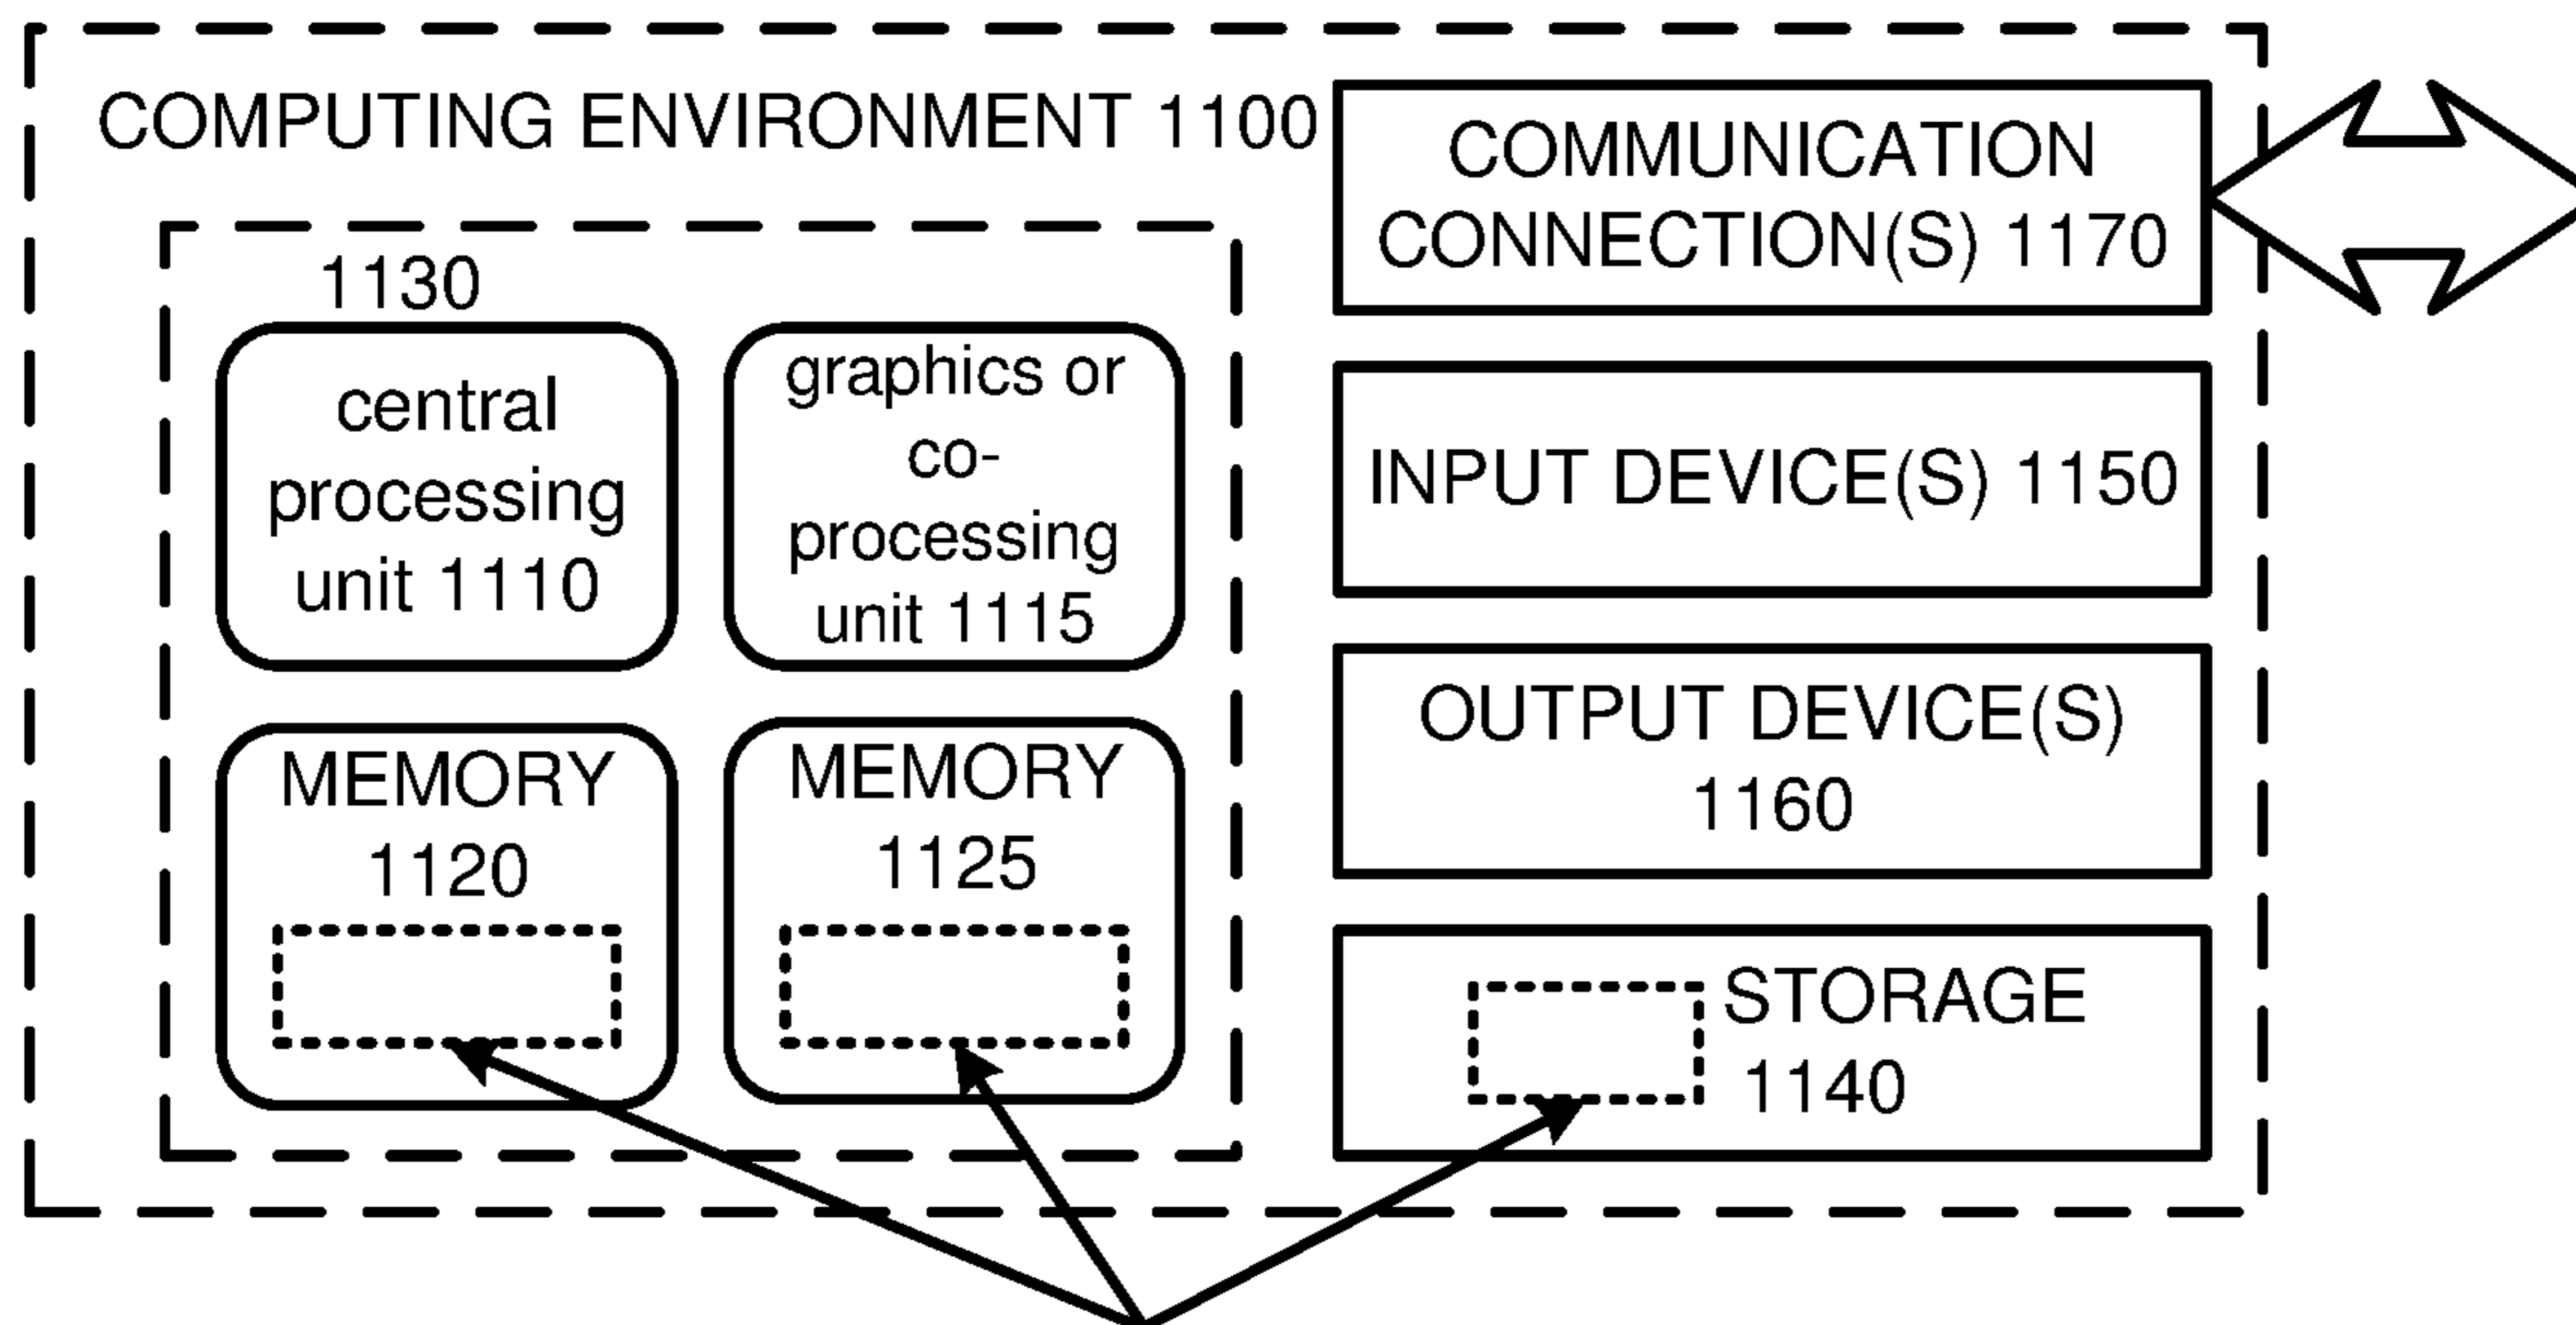 COMPUTING ENVIRONMENT 1100
1130
central
processing
unit 1110
graphics or
co-
processing
unit 1115
MEMORY
1120
MEMORY
1125
COMMUNICATION
CONNECTION(S) 1170
INPUT DEVICE(S) 1150
OUTPUT DEVICE(S)
1160
STORAGE
1140